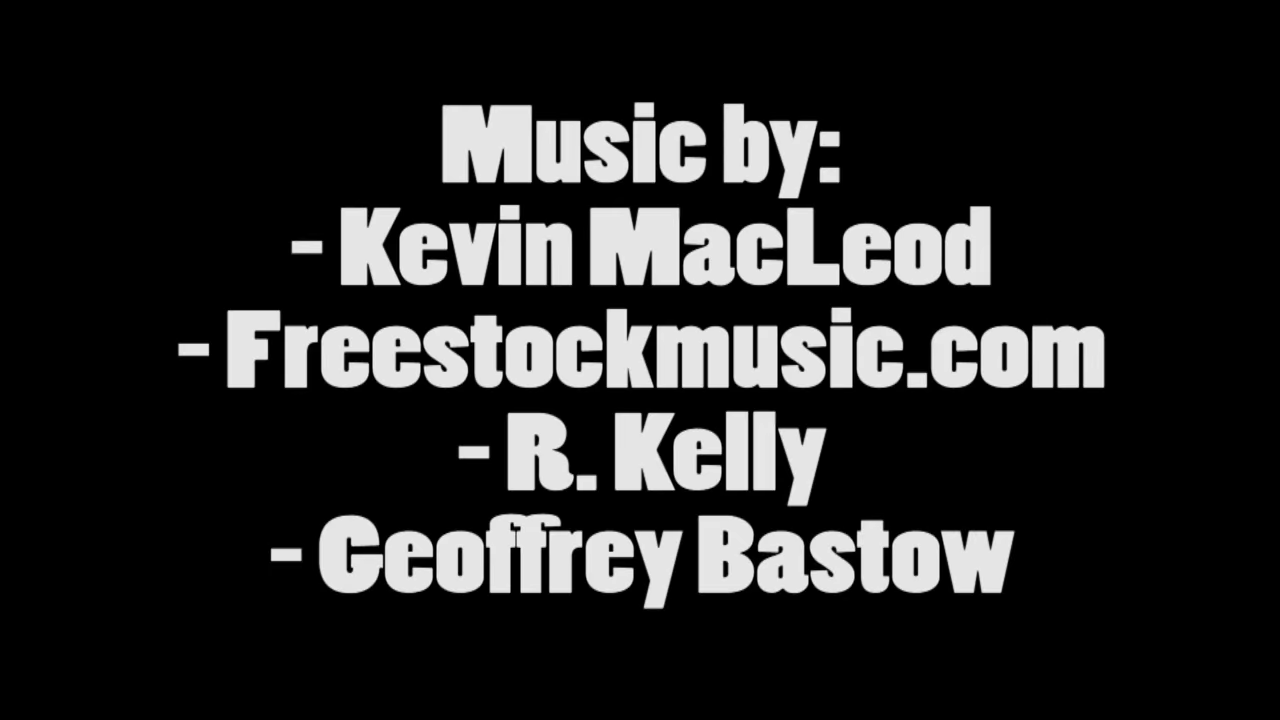 Music by:
- Kevin MacLeod
- Freestockmusic.com
- R. Kelly
- Geoffrey Bastow